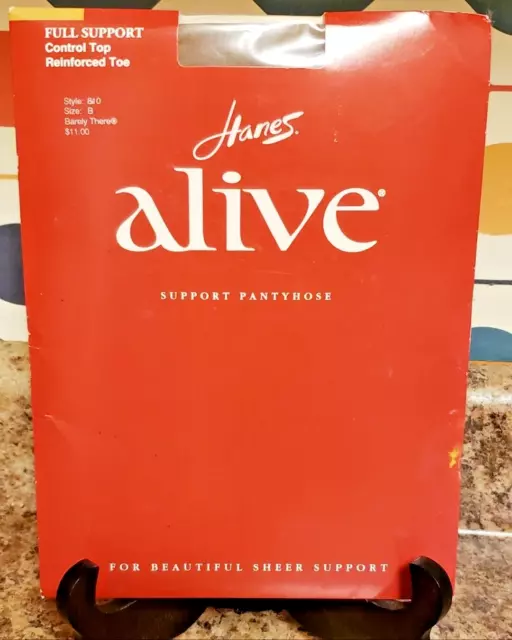 FULL SUPPORT
Control Top
Reinforced Toe
Style: 810
Size: B
Barely There®
$11.00
Hanes®
alive®
SUPPORT PANTYHOSE
FOR BEAUTIFUL SHEER SUPPORT